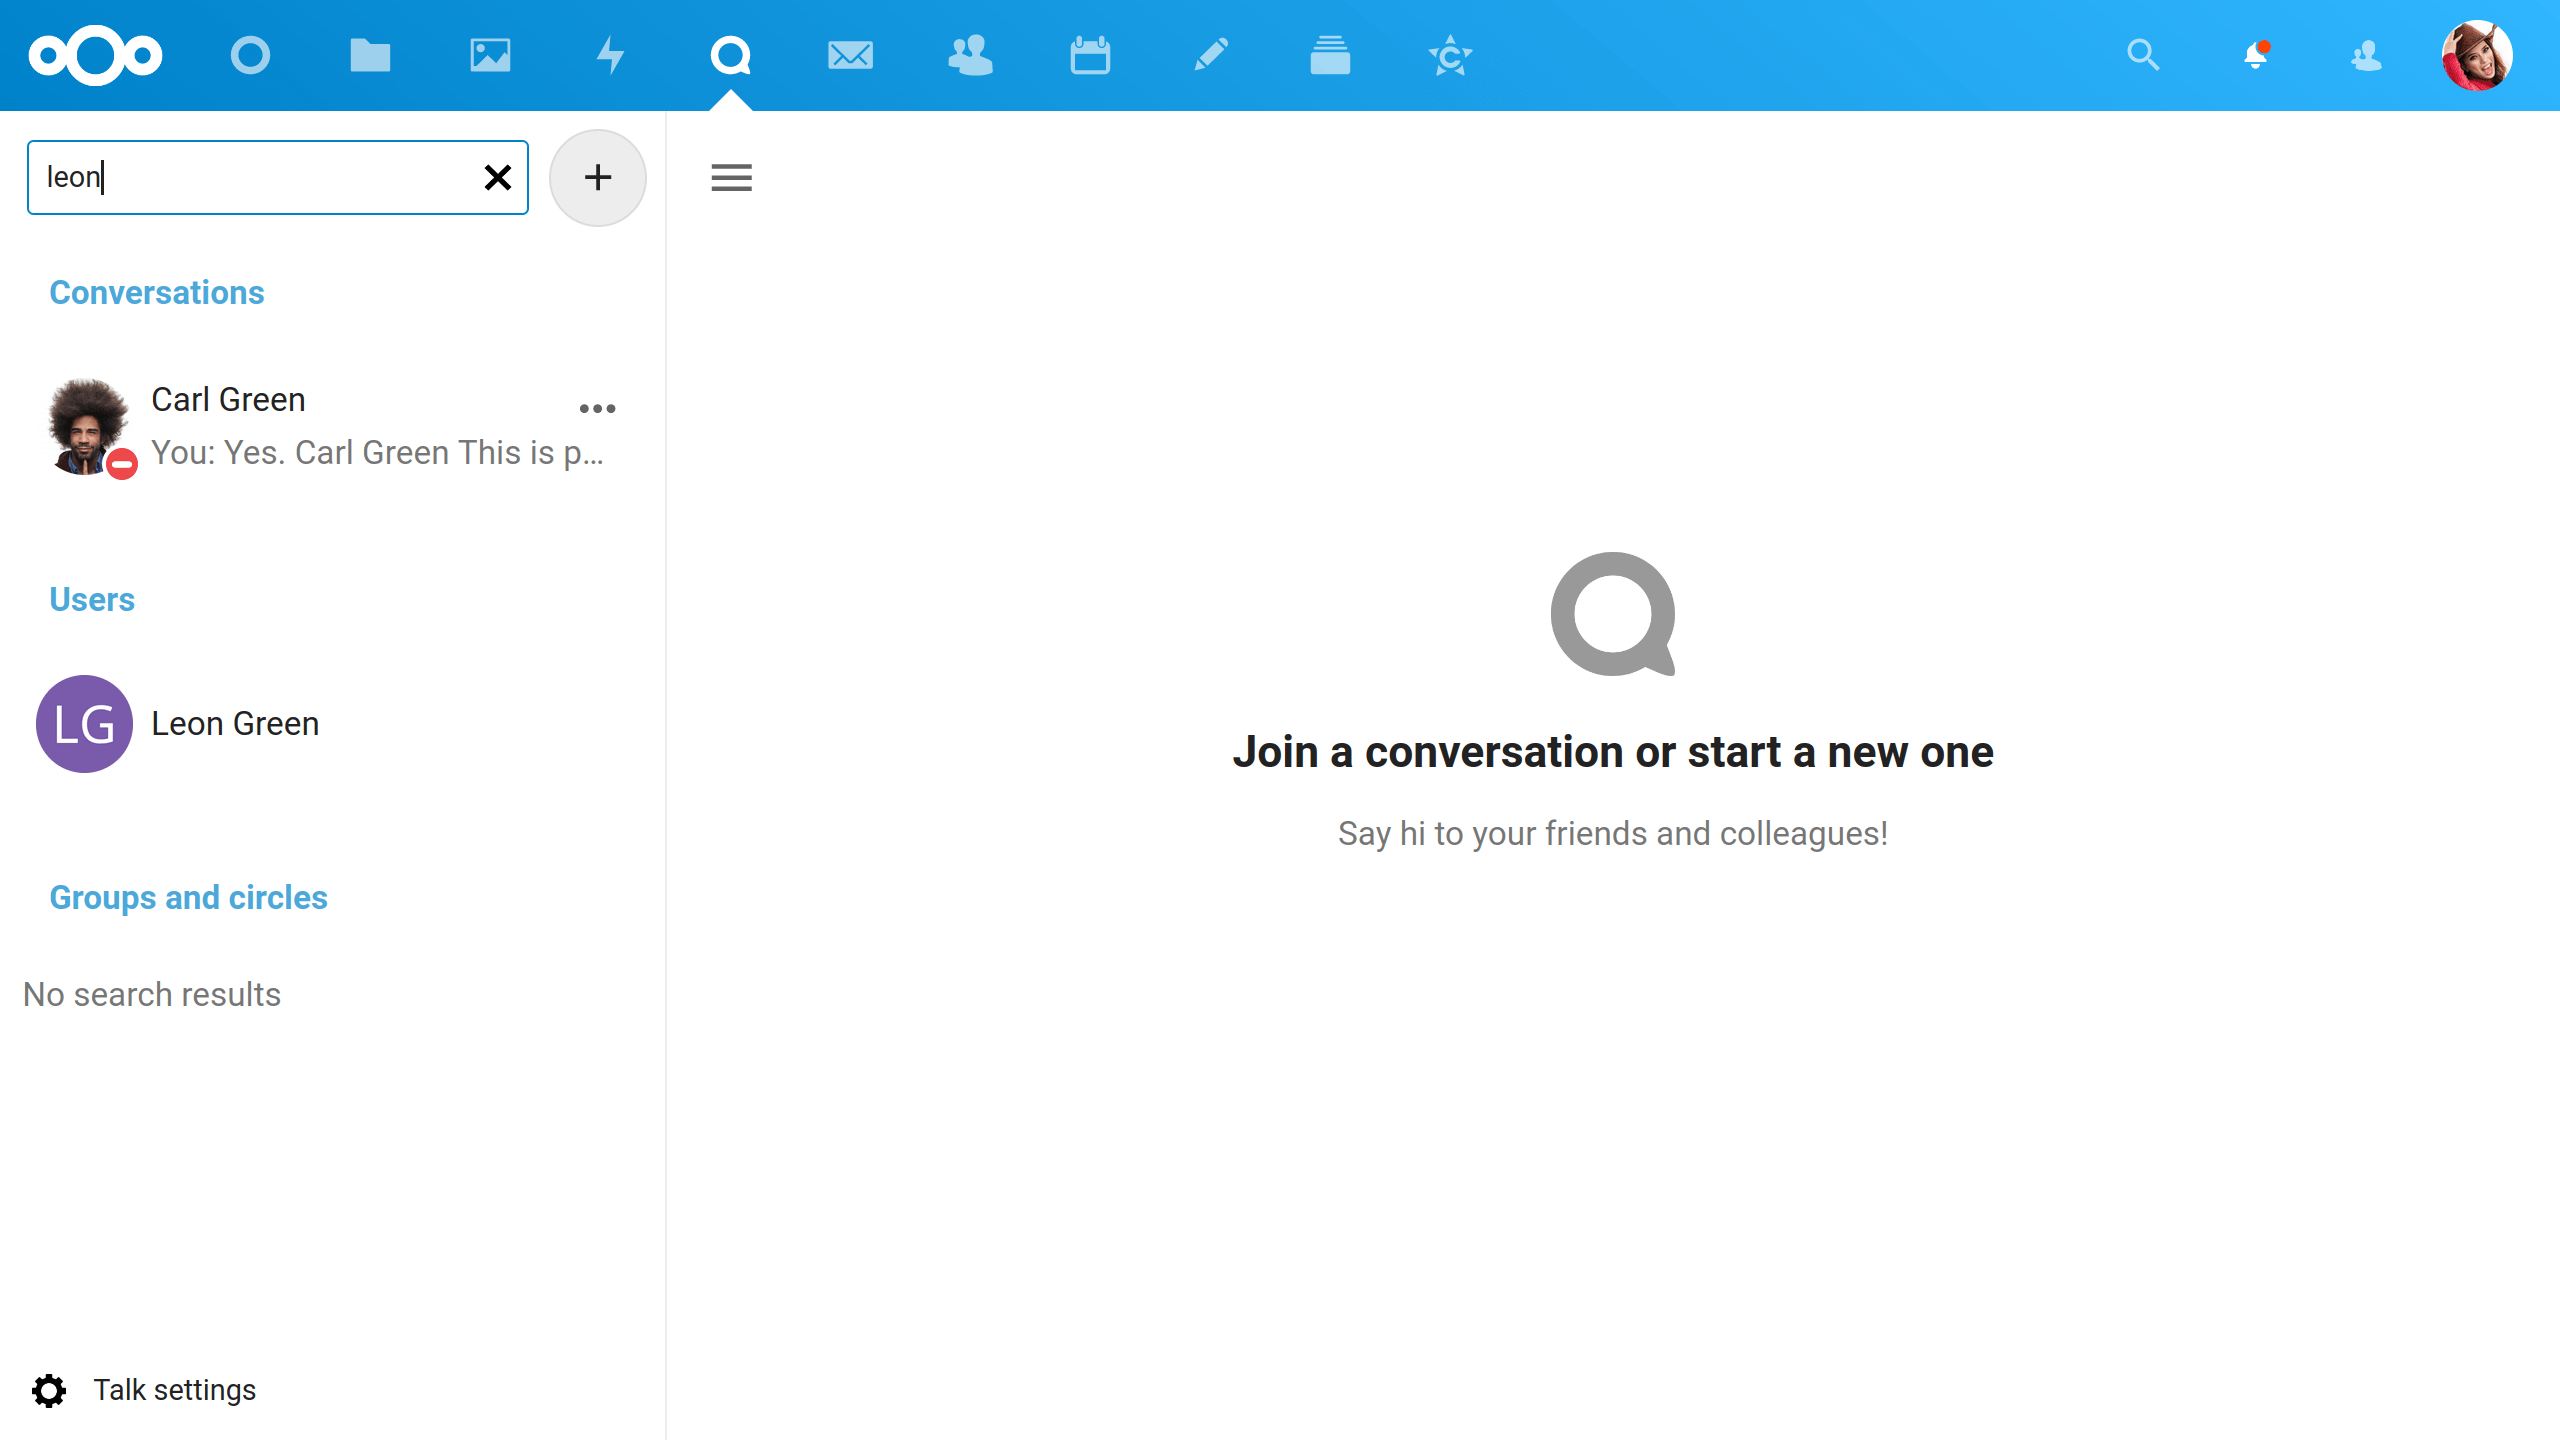 leon
Conversations
Carl Green
You: Yes. Carl Green This is p...
Users
LG Leon Green
Groups and circles
No search results
Talk settings
Join a conversation or start a new one
Say hi to your friends and colleagues!